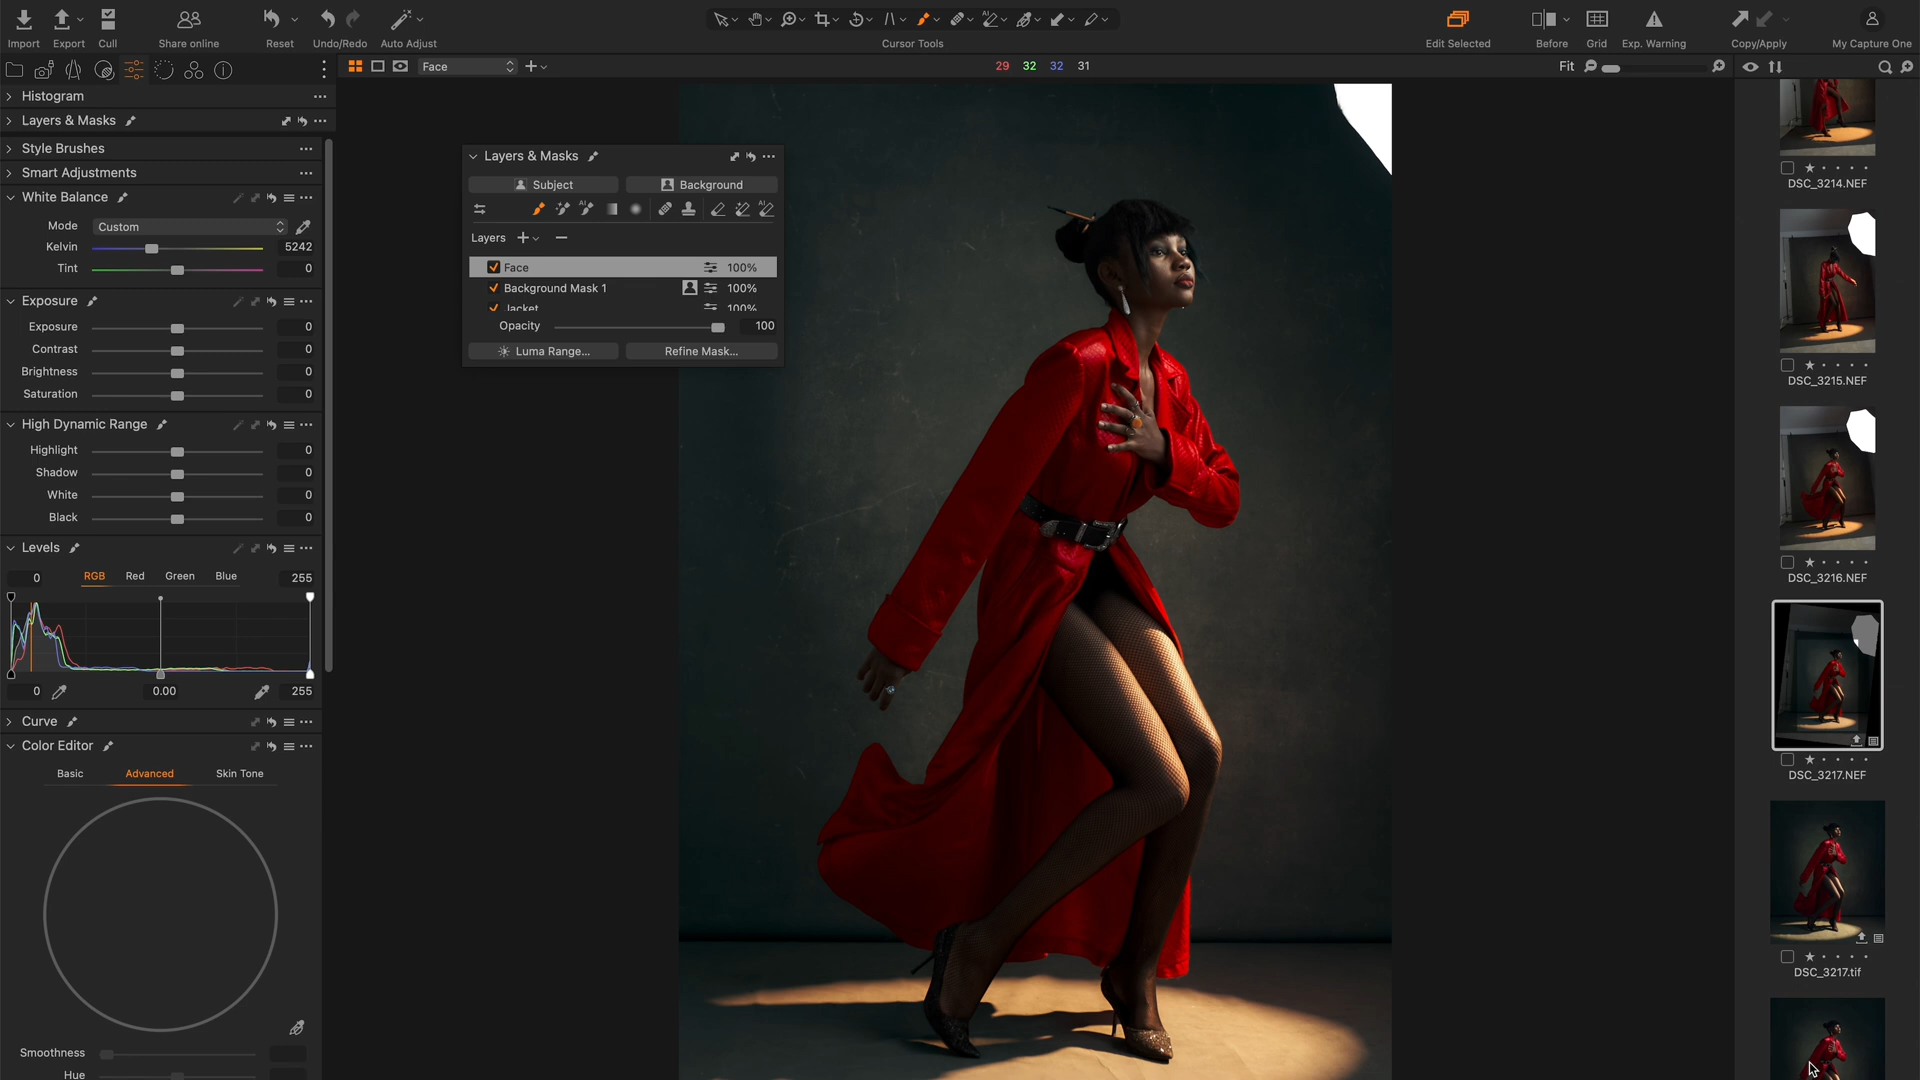 Import
Export
Cull
Share online
Reset
Undo/Redo
Auto Adjust
Cursor Tools
Edit Selected
Before
Grid
Exp. Warning
Copy/Apply
My Capture One
Face
29 32 32 31
Fit
Histogram
Layers & Masks
Style Brushes
Smart Adjustments
White Balance
Mode Custom
Kelvin 5242
Tint 0
Exposure
Exposure 0
Contrast 0
Brightness 0
Saturation 0
High Dynamic Range
Highlight 0
Shadow 0
White 0
Black 0
Levels
0 RGB Red Green Blue 255
0 0.00 255
Curve
Color Editor
Basic Advanced Skin Tone
Smoothness
Hue
Layers & Masks
Subject Background
AI AI
Layers
Face 100%
Background Mask 1 100%
Jacket 100%
Opacity 100
Luma Range... Refine Mask...
DSC_3214.NEF
DSC_3215.NEF
DSC_3216.NEF
DSC_3217.NEF
DSC_3217.tif